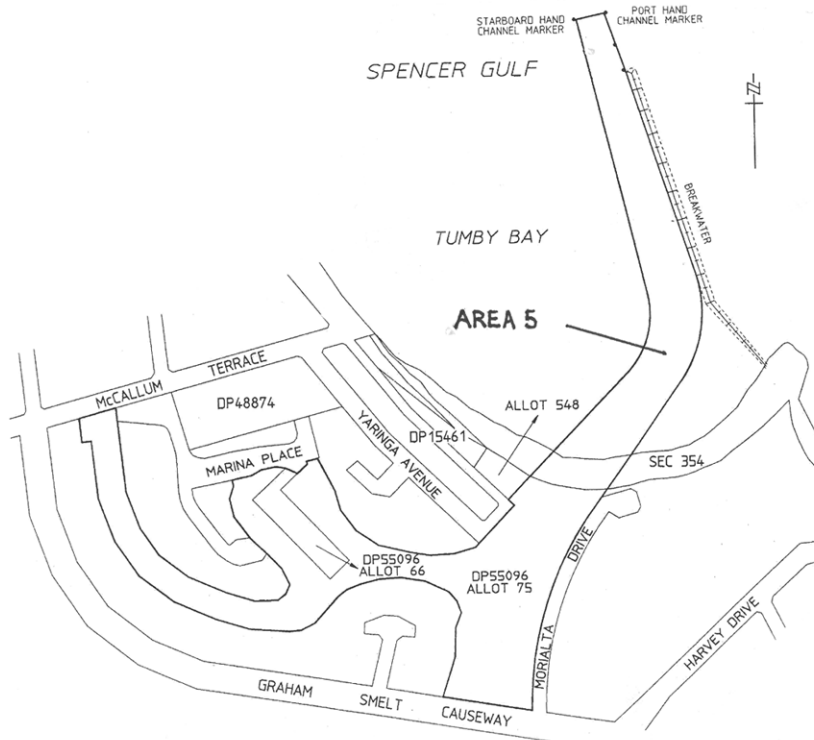 STARBOARD HAND
CHANNEL MARKER
PORT HAND
CHANNEL MARKER
SPENCER GULF
N
BREAKWATER
TUMBY BAY
AREA 5
McCALLUM TERRACE
DP48874
ALLOT 548
DP15461
YARINGA AVENUE
MARINA PLACE
SEC 354
DP55096
ALLOT 66
DP55096
ALLOT 75
MORIALTA DRIVE
HARVEY DRIVE
GRAHAM SMELT CAUSEWAY